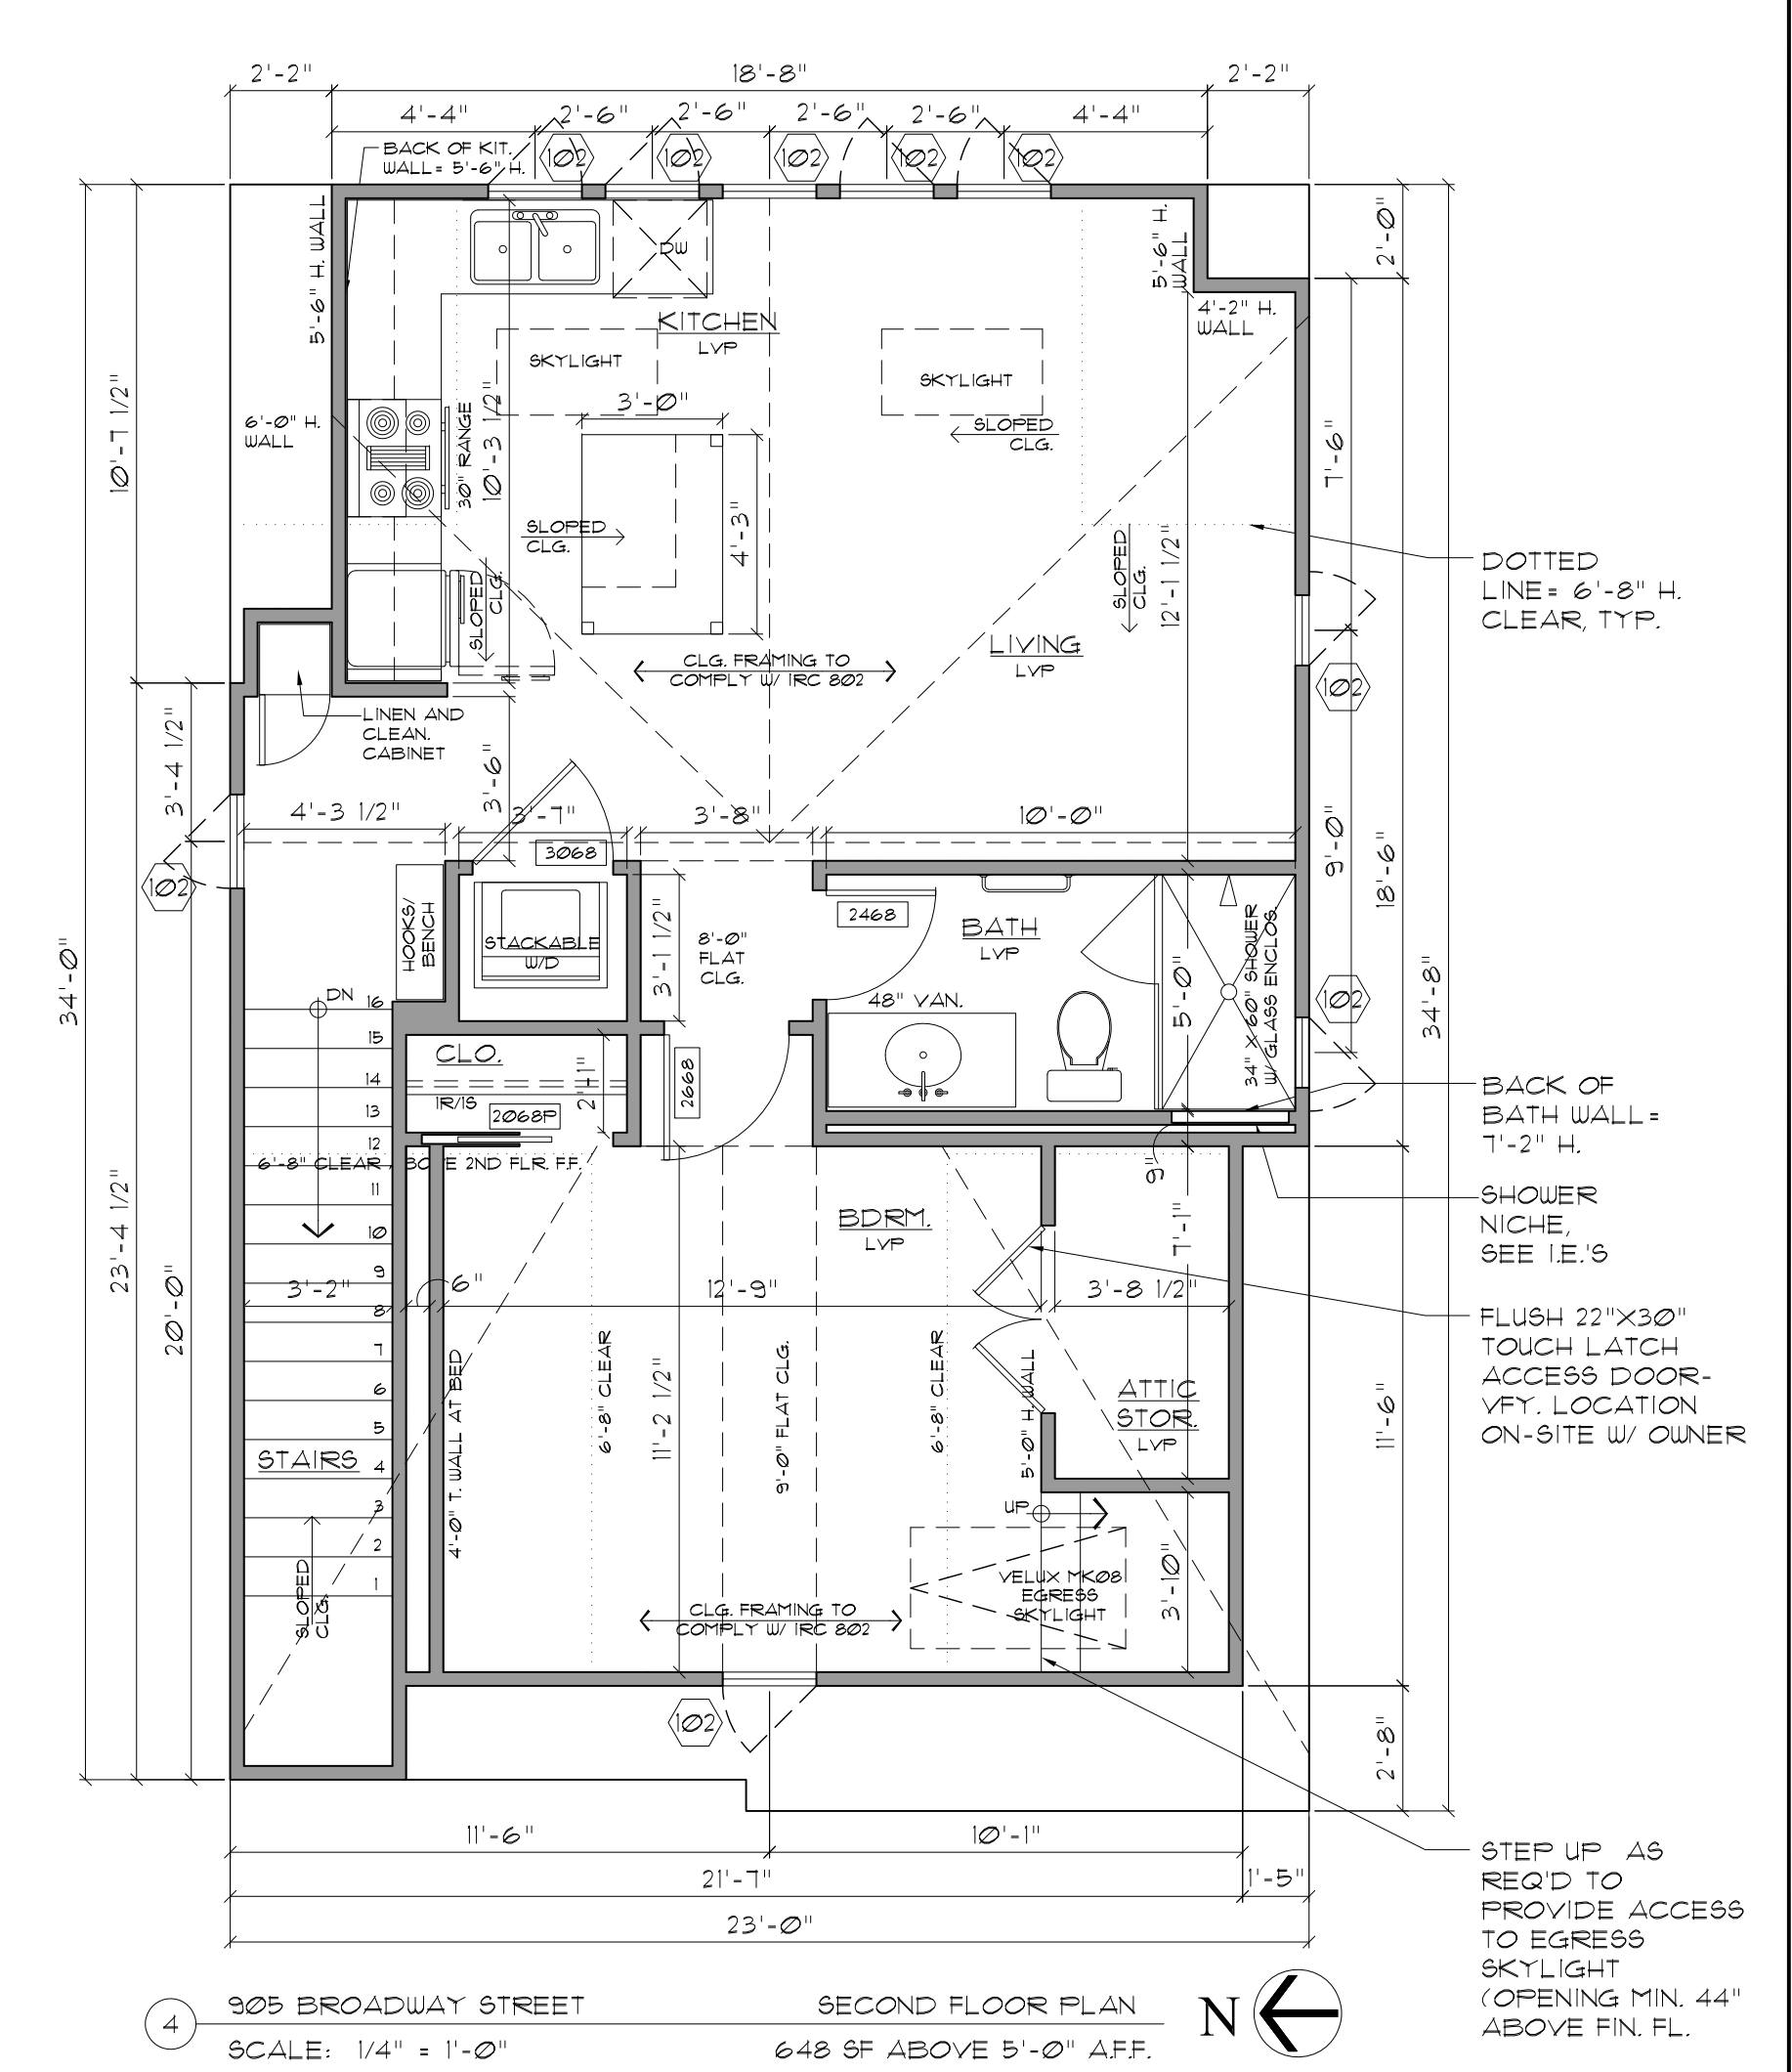 2'-2"
18'-8"
2'-2"
4'-4"
2'-6"
2'-6"
2'-6"
2'-6"
4'-4"
BACK OF KIT.
WALL= 5'-6" H.
102
102
102
102
102
5'-6" H. WALL
DW
5'-6" H.
WALL
2'-0"
4'-2" H.
WALL
KITCHEN
LVP
SKYLIGHT
SKYLIGHT
3'-0"
SLOPED
CLG.
6'-0" H.
WALL
30" RANGE
10'-3 1/2"
10'-7 1/2"
7'-6"
SLOPED
CLG.
4'-3"
SLOPED
CLG.
12'-1 1/2"
DOTTED
LINE= 6'-8" H.
CLEAR, TYP.
SLOPED
CLG.
LIVING
LVP
CLG. FRAMING TO
COMPLY W/ IRC 802
102
LINEN AND
CLEAN.
CABINET
3'-4 1/2"
3'-6"
4'-3 1/2"
3'-7"
3'-8"
10'-0"
9'-0"
18'-6"
3068
102
HOOKS/
BENCH
STACKABLE
W/D
3'-1 1/2"
8'-0"
FLAT
CLG.
2468
BATH
LVP
34" X 60" SHOWER
W/ GLASS ENCLOS.
5'-0"
48" VAN.
102
34'-0"
34'-8"
DN
16
15
14
13
12
11
10
9
8
7
6
5
4
3
2
1
CLO.
1R/1S
2068P
2'-1"
2668
BACK OF
BATH WALL=
7'-2" H.
6'-8" CLEAR ABOVE 2ND FLR. F.F.
9"
SHOWER
NICHE,
SEE I.E.'S
BDRM.
LVP
7'-1"
23'-4 1/2"
20'-0"
3'-2"
6"
12'-9"
3'-8 1/2"
FLUSH 22"X30"
TOUCH LATCH
ACCESS DOOR-
VFY. LOCATION
ON-SITE W/ OWNER
4'-0" T. WALL AT BED
6'-8" CLEAR
11'-2 1/2"
9'-0" FLAT CLG.
6'-8" CLEAR
5'-0" H. WALL
ATTIC
STOR.
LVP
11'-6"
STAIRS
SLOPED
CLG.
UP
VELUX MK08
EGRESS
SKYLIGHT
3'-10"
CLG. FRAMING TO
COMPLY W/ IRC 802
102
2'-8"
11'-6"
10'-1"
21'-7"
1'-5"
23'-0"
STEP UP AS
REQ'D TO
PROVIDE ACCESS
TO EGRESS
SKYLIGHT
(OPENING MIN. 44"
ABOVE FIN. FL.
4
905 BROADWAY STREET
SECOND FLOOR PLAN
N
SCALE: 1/4" = 1'-0"
648 SF ABOVE 5'-0" A.F.F.